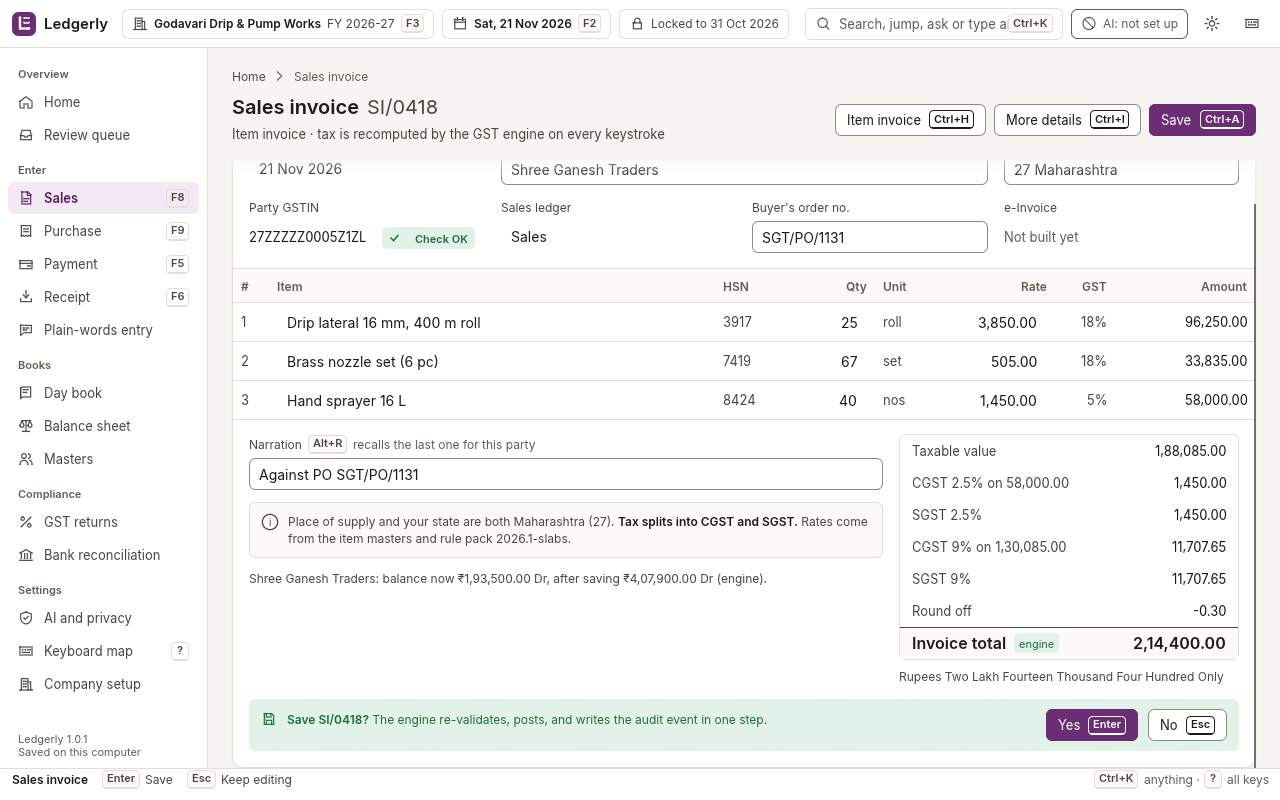 Ledgerly
Godavari Drip & Pump Works FY 2026-27 F3
Sat, 21 Nov 2026 F2
Locked to 31 Oct 2026
Search, jump, ask or type a Ctrl+K
AI: not set up
Overview
Home
Review queue
Enter
Sales F8
Purchase F9
Payment F5
Receipt F6
Plain-words entry
Books
Day book
Balance sheet
Masters
Compliance
GST returns
Bank reconciliation
Settings
AI and privacy
Keyboard map ?
Company setup
Ledgerly 1.0.1
Saved on this computer
Home > Sales invoice
Sales invoice SI/0418
Item invoice · tax is recomputed by the GST engine on every keystroke
Item invoice Ctrl+H
More details Ctrl+I
Save Ctrl+A
21 Nov 2026 Shree Ganesh Traders 27 Maharashtra
Party GSTIN Sales ledger Buyer's order no. e-Invoice
27ZZZZZ0005Z1ZL Check OK Sales SGT/PO/1131 Not built yet
# Item HSN Qty Unit Rate GST Amount
1 Drip lateral 16 mm, 400 m roll 3917 25 roll 3,850.00 18% 96,250.00
2 Brass nozzle set (6 pc) 7419 67 set 505.00 18% 33,835.00
3 Hand sprayer 16 L 8424 40 nos 1,450.00 5% 58,000.00
Narration Alt+R recalls the last one for this party
Against PO SGT/PO/1131
Place of supply and your state are both Maharashtra (27). Tax splits into CGST and SGST. Rates come
from the item masters and rule pack 2026.1-slabs.
Shree Ganesh Traders: balance now ₹1,93,500.00 Dr, after saving ₹4,07,900.00 Dr (engine).
Taxable value 1,88,085.00
CGST 2.5% on 58,000.00 1,450.00
SGST 2.5% 1,450.00
CGST 9% on 1,30,085.00 11,707.65
SGST 9% 11,707.65
Round off -0.30
Invoice total engine 2,14,400.00
Rupees Two Lakh Fourteen Thousand Four Hundred Only
Save SI/0418? The engine re-validates, posts, and writes the audit event in one step.
Yes Enter
No Esc
Sales invoice Enter Save Esc Keep editing
Ctrl+K anything · ? all keys